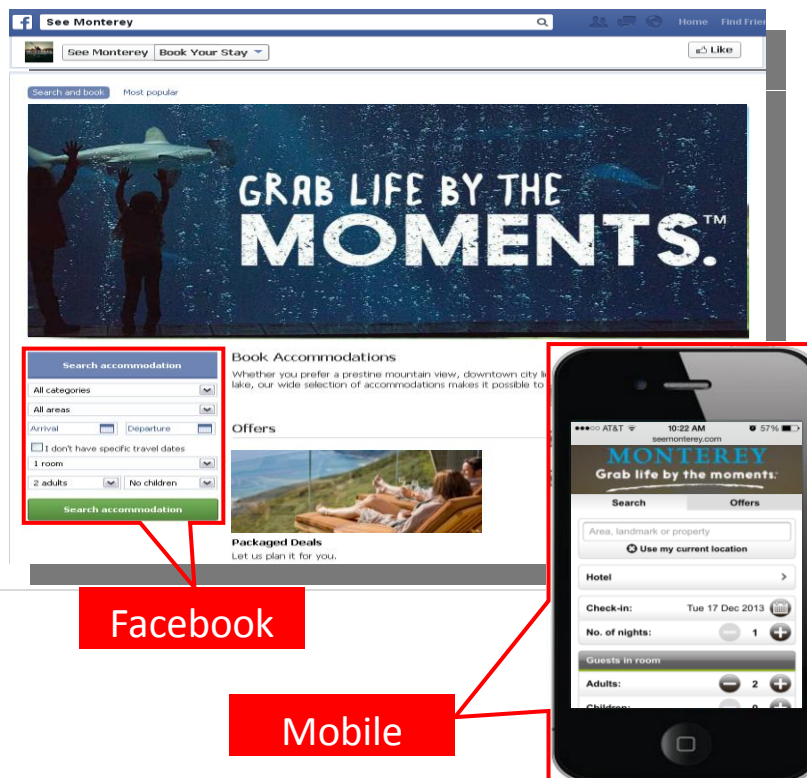 See Monterey
Home Find Frie
See Monterey Book Your Stay
Like
Search and book Most popular
GRAB LIFE BY THE
MOMENTS.™
Search accommodation
All categories
All areas
Arrival Departure
I don't have specific travel dates
1 room
2 adults No children
Search accommodation
Book Accommodations
Whether you prefer a prestine mountain view, downtown city li
lake, our wide selection of accommodations makes it possible to
Offers
Packaged Deals
Let us plan it for you.
Facebook
Mobile
AT&T 10:22 AM 57%
seemonterey.com
MONTEREY
Grab life by the moments.
Search Offers
Area, landmark or property
Use my current location
Hotel
Check-in: Tue 17 Dec 2013
No. of nights: 1
Guests in room
Adults: 2
Children: 0